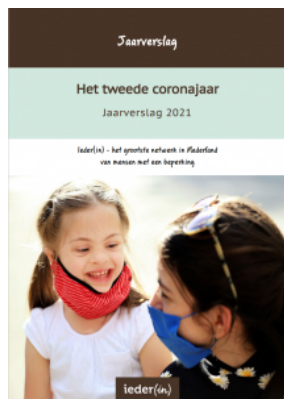 Jaarverslag
Het tweede coronajaar
Jaarverslag 2021
Ieder(in) - het grootste netwerk in Nederland
van mensen met een beperking
ieder(in)